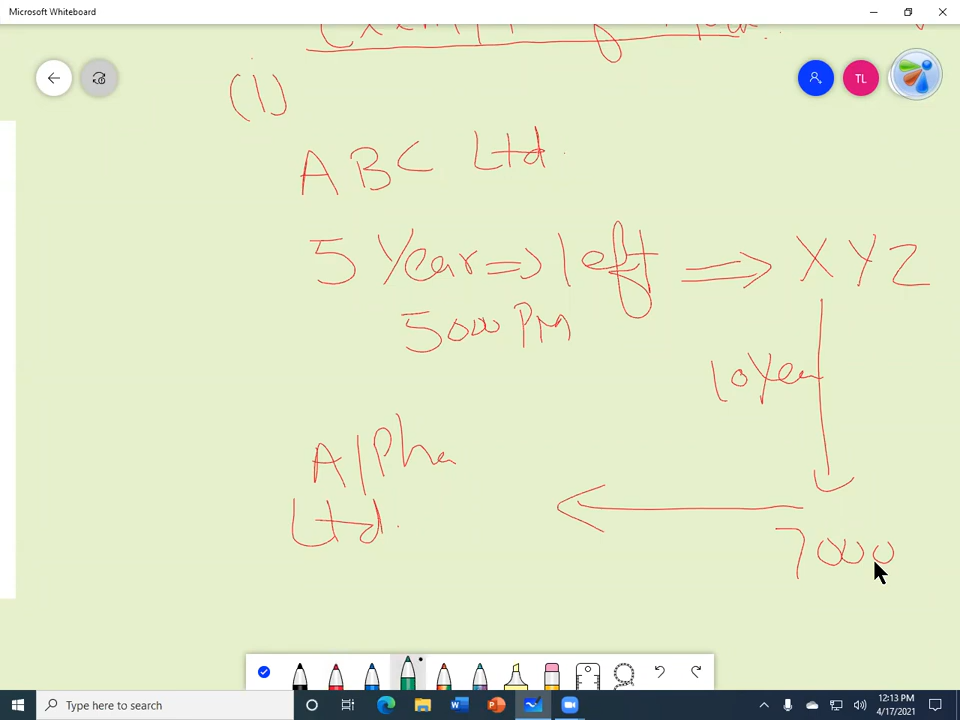 Microsoft Whiteboard
TL
(1)
ABC Ltd
5 Year => left => XYZ
5000 PM
10 Year
Alpha
Ltd.
7000
Type here to search
12:13 PM
4/17/2021